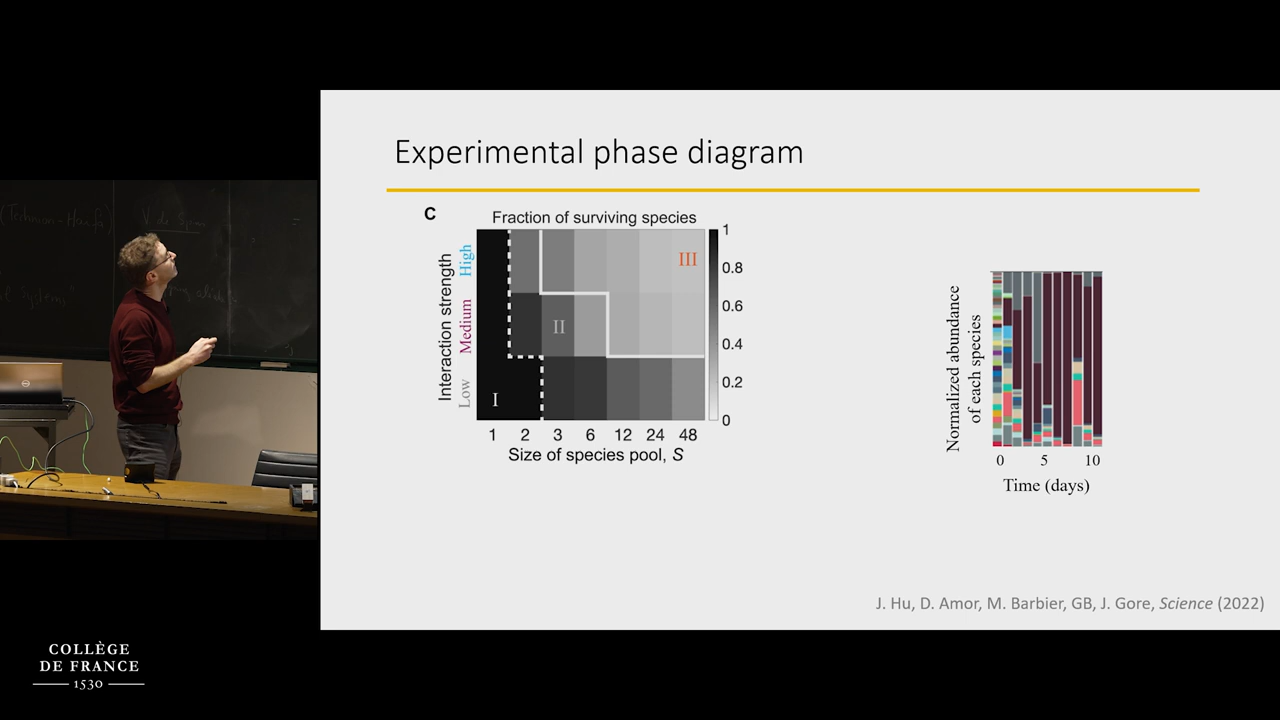 (Technion-Haifa)
Experimental phase diagram
C
Fraction of surviving species
Interaction strength
High
Medium
Low
I
II
III
1
0.8
0.6
0.4
0.2
0
1 2 3 6 12 24 48
Size of species pool, S
Normalized abundance
of each species
0 5 10
Time (days)
J. Hu, D. Amor, M. Barbier, GB, J. Gore, Science (2022)
COLLÈGE
DE FRANCE
1530